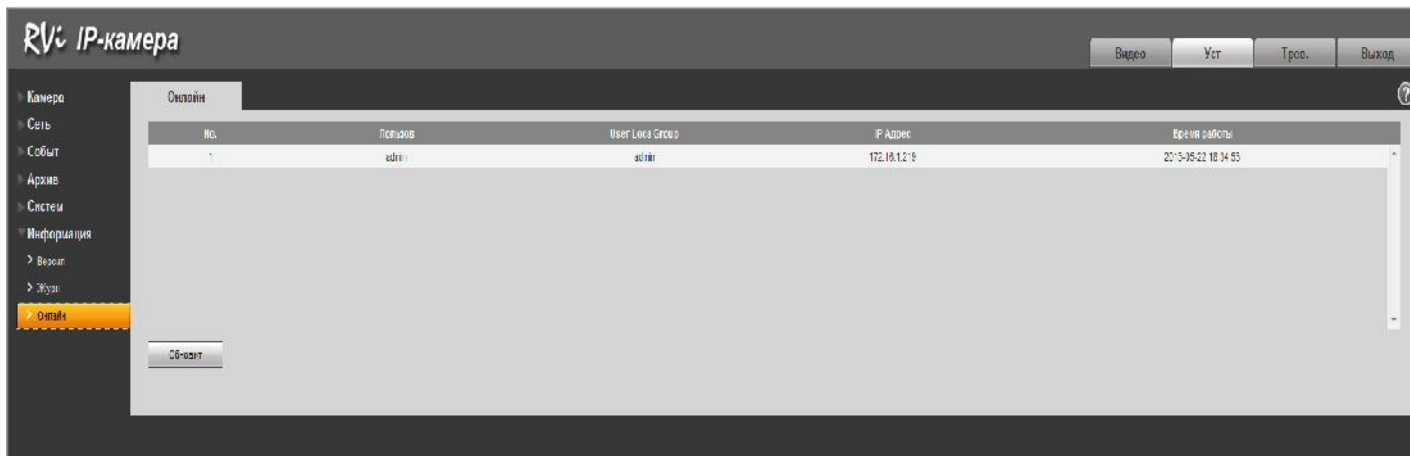 RVi IP-камера
Видео Уст Трев. Выход
Камера
Сеть
Событ
Архив
Систем
Информация
Версия
Журн
Онлайн
Онлайн
No. Пользов User Loca Group IP Адрес Время работы
1 admin admin 172.16.1.219 2013-05-22 18:04:53
Обновит